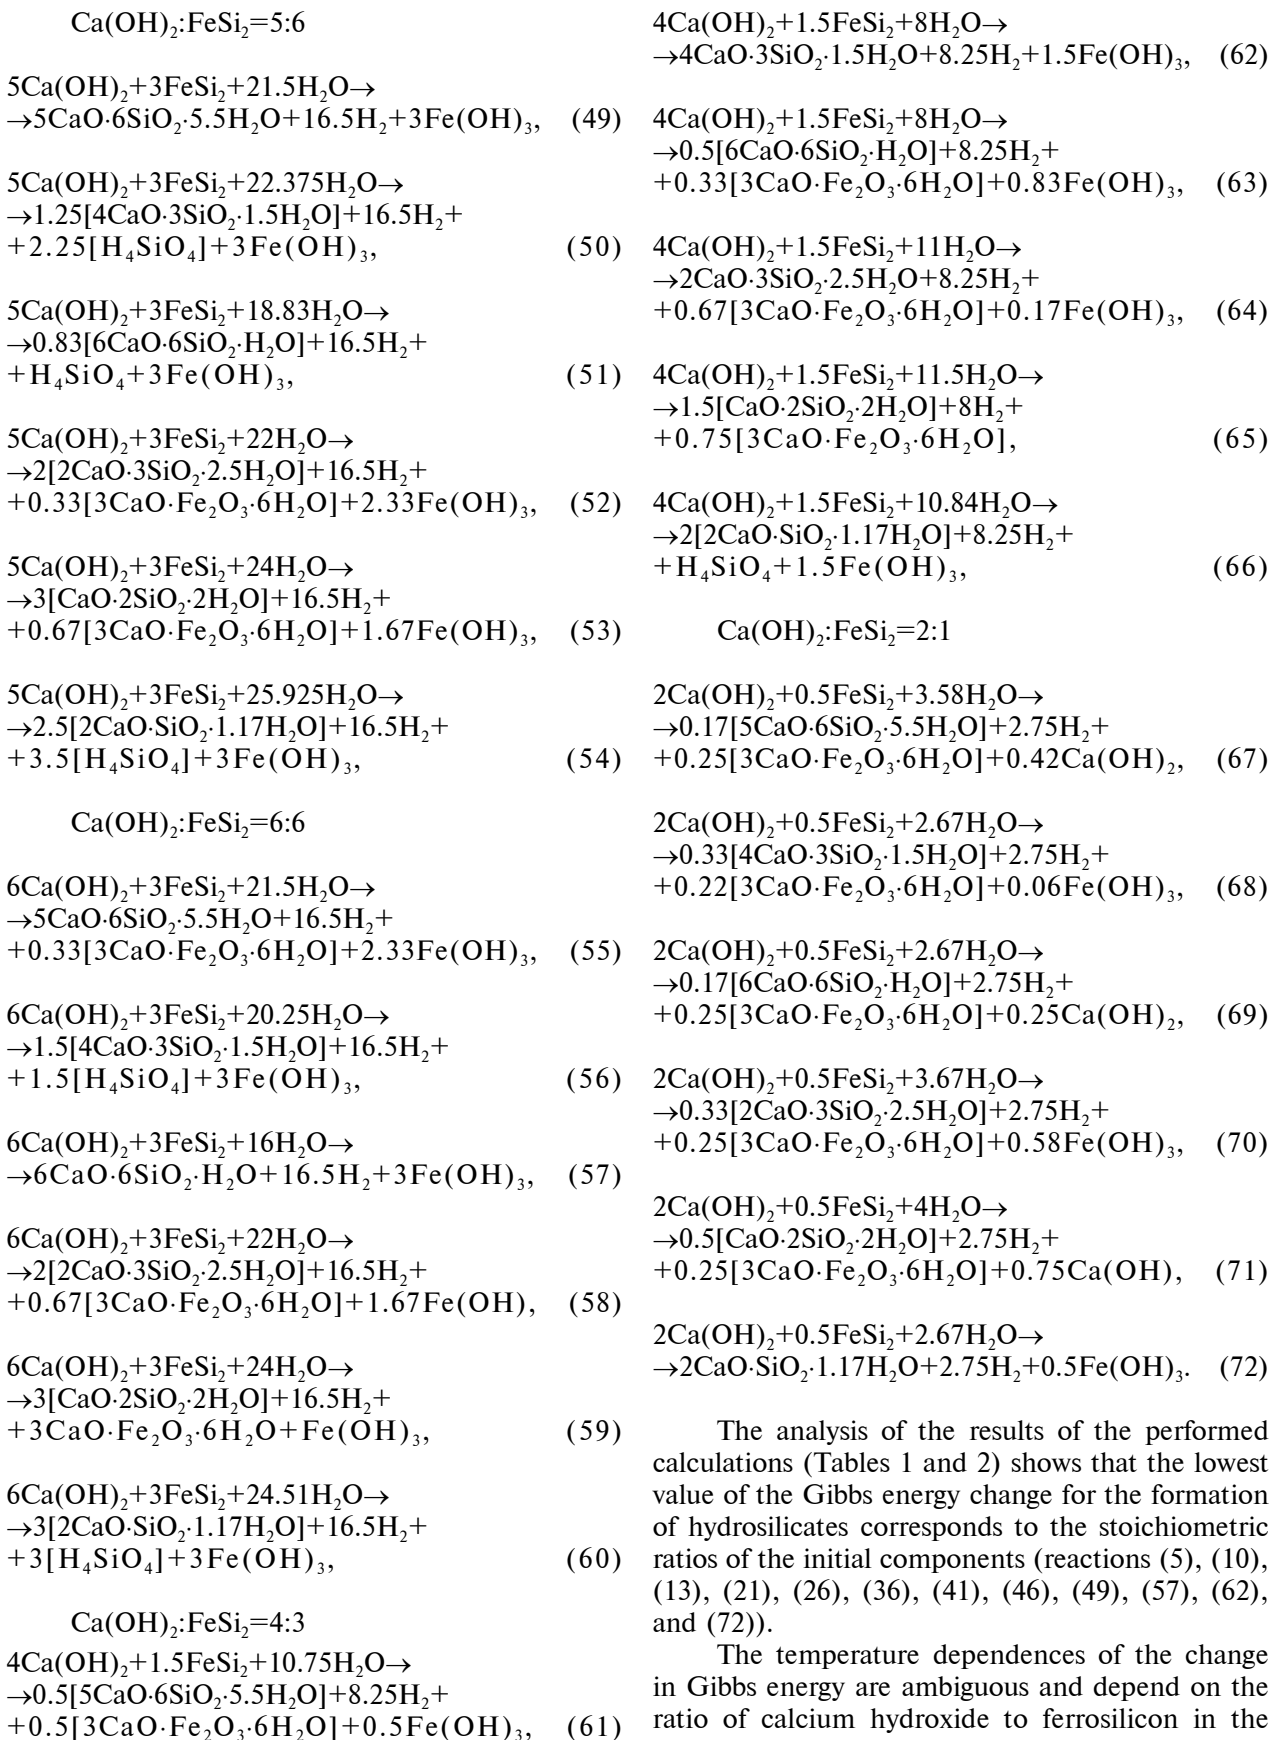 Ca(OH)₂:FeSi₂=5:6
5Ca(OH)₂+3FeSi₂+21.5H₂O→
→5CaO·6SiO₂·5.5H₂O+16.5H₂+3Fe(OH)₃, (49)
5Ca(OH)₂+3FeSi₂+22.375H₂O→
→1.25[4CaO·3SiO₂·1.5H₂O]+16.5H₂+
+2.25[H₄SiO₄]+3Fe(OH)₃, (50)
5Ca(OH)₂+3FeSi₂+18.83H₂O→
→0.83[6CaO·6SiO₂·H₂O]+16.5H₂+
+H₄SiO₄+3Fe(OH)₃, (51)
5Ca(OH)₂+3FeSi₂+22H₂O→
→2[2CaO·3SiO₂·2.5H₂O]+16.5H₂+
+0.33[3CaO·Fe₂O₃·6H₂O]+2.33Fe(OH)₃, (52)
5Ca(OH)₂+3FeSi₂+24H₂O→
→3[CaO·2SiO₂·2H₂O]+16.5H₂+
+0.67[3CaO·Fe₂O₃·6H₂O]+1.67Fe(OH)₃, (53)
5Ca(OH)₂+3FeSi₂+25.925H₂O→
→2.5[2CaO·SiO₂·1.17H₂O]+16.5H₂+
+3.5[H₄SiO₄]+3Fe(OH)₃, (54)
Ca(OH)₂:FeSi₂=6:6
6Ca(OH)₂+3FeSi₂+21.5H₂O→
→5CaO·6SiO₂·5.5H₂O+16.5H₂+
+0.33[3CaO·Fe₂O₃·6H₂O]+2.33Fe(OH)₃, (55)
6Ca(OH)₂+3FeSi₂+20.25H₂O→
→1.5[4CaO·3SiO₂·1.5H₂O]+16.5H₂+
+1.5[H₄SiO₄]+3Fe(OH)₃, (56)
6Ca(OH)₂+3FeSi₂+16H₂O→
→6CaO·6SiO₂·H₂O+16.5H₂+3Fe(OH)₃, (57)
6Ca(OH)₂+3FeSi₂+22H₂O→
→2[2CaO·3SiO₂·2.5H₂O]+16.5H₂+
+0.67[3CaO·Fe₂O₃·6H₂O]+1.67Fe(OH), (58)
6Ca(OH)₂+3FeSi₂+24H₂O→
→3[CaO·2SiO₂·2H₂O]+16.5H₂+
+3CaO·Fe₂O₃·6H₂O+Fe(OH)₃, (59)
6Ca(OH)₂+3FeSi₂+24.51H₂O→
→3[2CaO·SiO₂·1.17H₂O]+16.5H₂+
+3[H₄SiO₄]+3Fe(OH)₃, (60)
Ca(OH)₂:FeSi₂=4:3
4Ca(OH)₂+1.5FeSi₂+10.75H₂O→
→0.5[5CaO·6SiO₂·5.5H₂O]+8.25H₂+
+0.5[3CaO·Fe₂O₃·6H₂O]+0.5Fe(OH)₃, (61)
4Ca(OH)₂+1.5FeSi₂+8H₂O→
→4CaO·3SiO₂·1.5H₂O+8.25H₂+1.5Fe(OH)₃, (62)
4Ca(OH)₂+1.5FeSi₂+8H₂O→
→0.5[6CaO·6SiO₂·H₂O]+8.25H₂+
+0.33[3CaO·Fe₂O₃·6H₂O]+0.83Fe(OH)₃, (63)
4Ca(OH)₂+1.5FeSi₂+11H₂O→
→2CaO·3SiO₂·2.5H₂O+8.25H₂+
+0.67[3CaO·Fe₂O₃·6H₂O]+0.17Fe(OH)₃, (64)
4Ca(OH)₂+1.5FeSi₂+11.5H₂O→
→1.5[CaO·2SiO₂·2H₂O]+8H₂+
+0.75[3CaO·Fe₂O₃·6H₂O], (65)
4Ca(OH)₂+1.5FeSi₂+10.84H₂O→
→2[2CaO·SiO₂·1.17H₂O]+8.25H₂+
+H₄SiO₄+1.5Fe(OH)₃, (66)
Ca(OH)₂:FeSi₂=2:1
2Ca(OH)₂+0.5FeSi₂+3.58H₂O→
→0.17[5CaO·6SiO₂·5.5H₂O]+2.75H₂+
+0.25[3CaO·Fe₂O₃·6H₂O]+0.42Ca(OH)₂, (67)
2Ca(OH)₂+0.5FeSi₂+2.67H₂O→
→0.33[4CaO·3SiO₂·1.5H₂O]+2.75H₂+
+0.22[3CaO·Fe₂O₃·6H₂O]+0.06Fe(OH)₃, (68)
2Ca(OH)₂+0.5FeSi₂+2.67H₂O→
→0.17[6CaO·6SiO₂·H₂O]+2.75H₂+
+0.25[3CaO·Fe₂O₃·6H₂O]+0.25Ca(OH)₂, (69)
2Ca(OH)₂+0.5FeSi₂+3.67H₂O→
→0.33[2CaO·3SiO₂·2.5H₂O]+2.75H₂+
+0.25[3CaO·Fe₂O₃·6H₂O]+0.58Fe(OH)₃, (70)
2Ca(OH)₂+0.5FeSi₂+4H₂O→
→0.5[CaO·2SiO₂·2H₂O]+2.75H₂+
+0.25[3CaO·Fe₂O₃·6H₂O]+0.75Ca(OH), (71)
2Ca(OH)₂+0.5FeSi₂+2.67H₂O→
→2CaO·SiO₂·1.17H₂O+2.75H₂+0.5Fe(OH)₃. (72)
The analysis of the results of the performed
calculations (Tables 1 and 2) shows that the lowest
value of the Gibbs energy change for the formation
of hydrosilicates corresponds to the stoichiometric
ratios of the initial components (reactions (5), (10),
(13), (21), (26), (36), (41), (46), (49), (57), (62),
and (72)).
The temperature dependences of the change
in Gibbs energy are ambiguous and depend on the
ratio of calcium hydroxide to ferrosilicon in the